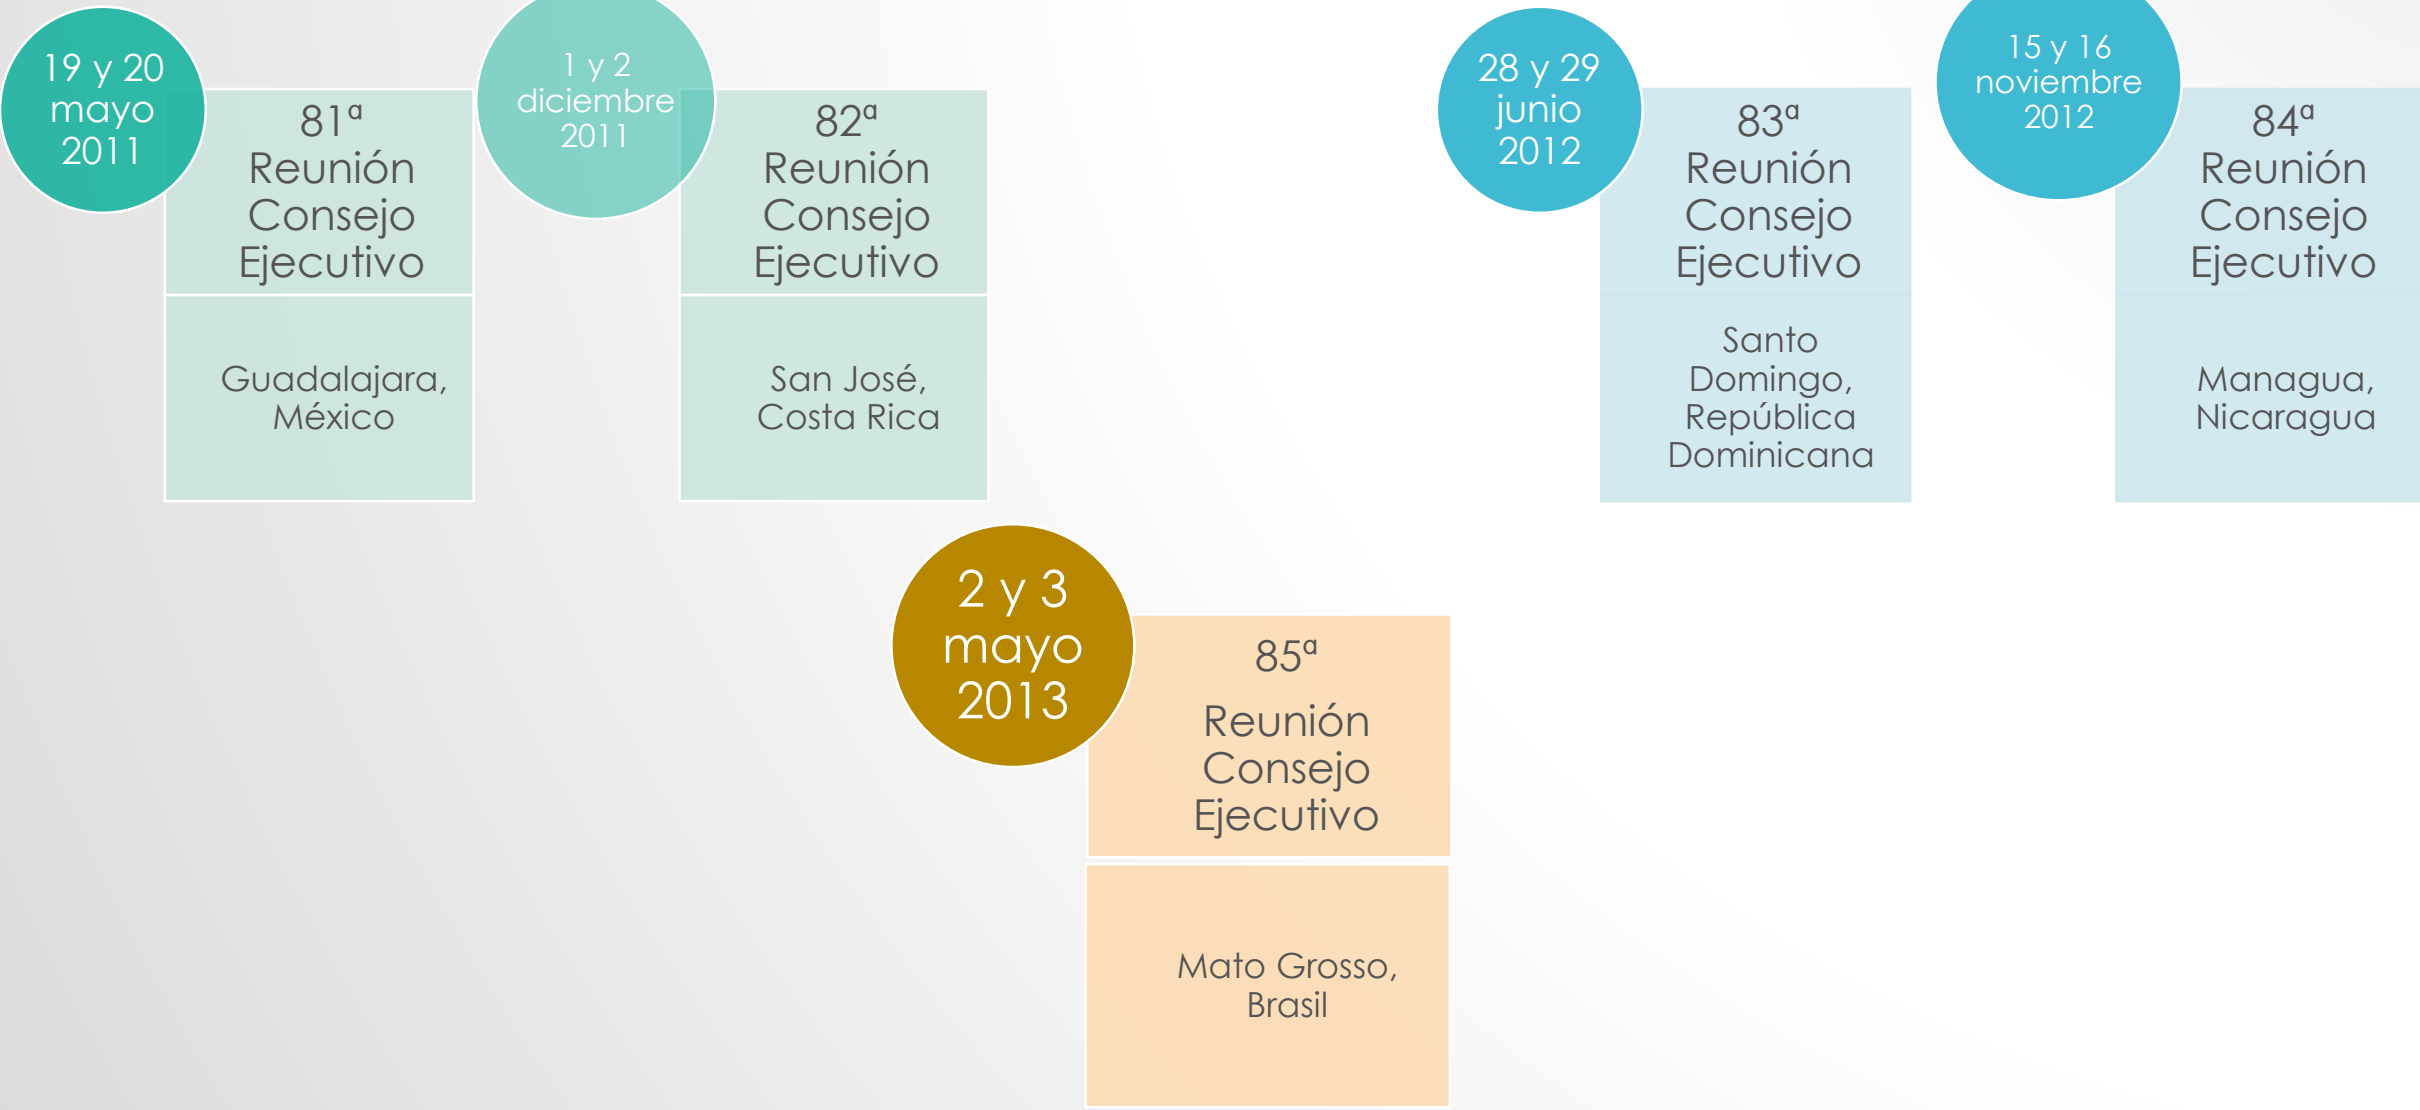 19 y 20
mayo
2011
81ª
Reunión
Consejo
Ejecutivo
Guadalajara,
México
1 y 2
diciembre
2011
82ª
Reunión
Consejo
Ejecutivo
San José,
Costa Rica
28 y 29
junio
2012
83ª
Reunión
Consejo
Ejecutivo
Santo
Domingo,
República
Dominicana
15 y 16
noviembre
2012
84ª
Reunión
Consejo
Ejecutivo
Managua,
Nicaragua
2 y 3
mayo
2013
85ª
Reunión
Consejo
Ejecutivo
Mato Grosso,
Brasil